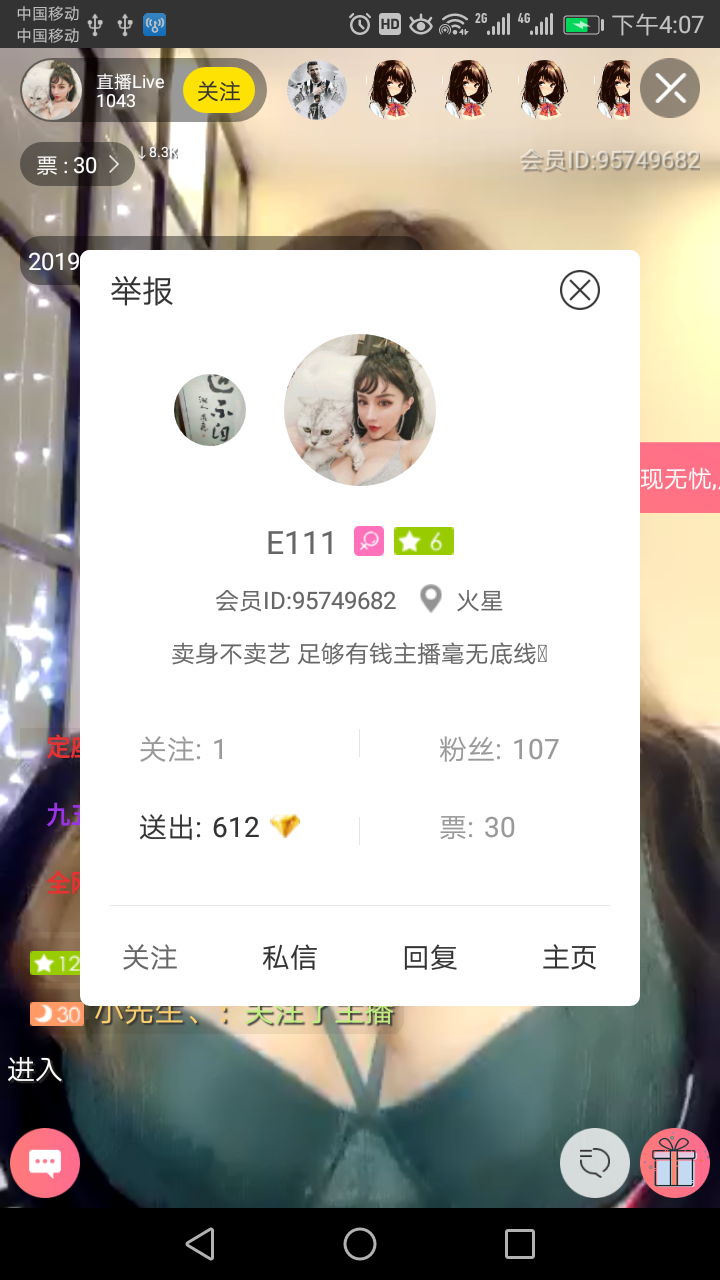 中国移动
中国移动
HD
2G
4G
下午4:07
直播Live
1043
关注
票 : 30
↓8.3K
会员ID:95749682
2019
举报
现无忧,
E111
6
会员ID:95749682 火星
卖身不卖艺 足够有钱主播毫无底线
关注: 1
粉丝: 107
送出: 612
票: 30
关注 私信 回复 主页
12
30 小先生、： 关注了主播
进入